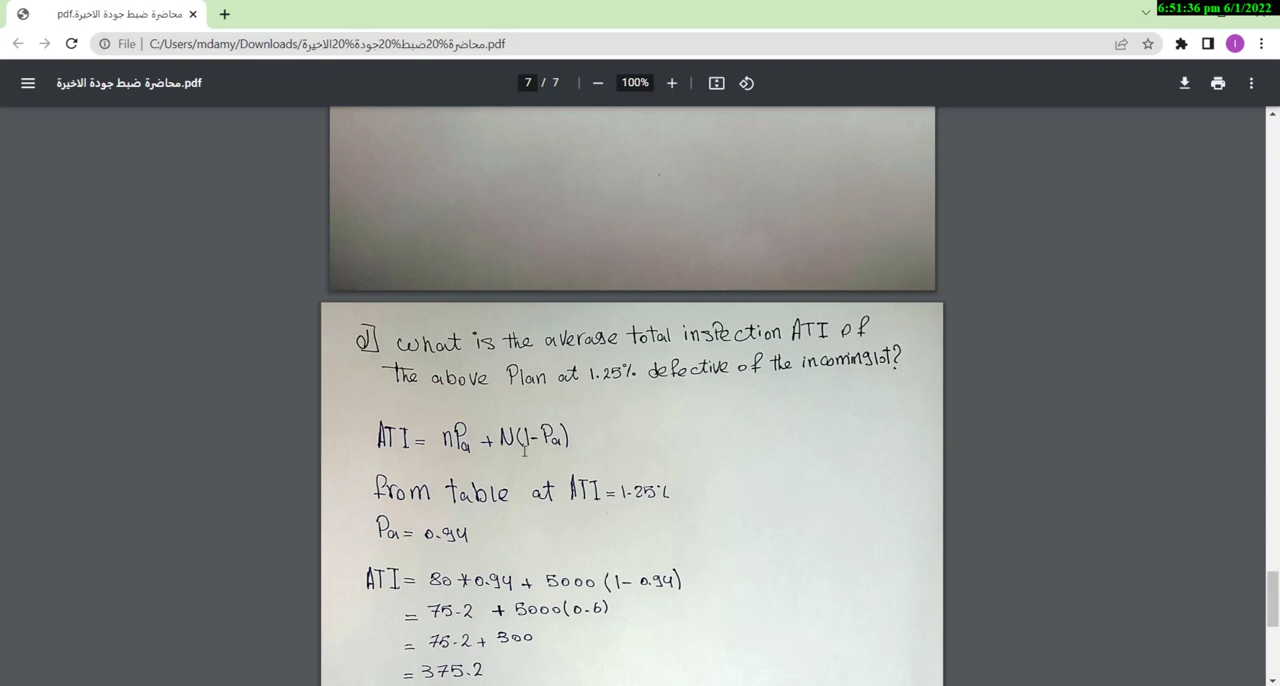 محاضرة ضبط جودة الاخيرة.pdf
6:51:36 pm 6/1/2022
File
C:/Users/mdamy/Downloads/محاضرة%20ضبط%20جودة%20الاخيرة.pdf
I
محاضرة ضبط جودة الاخيرة.pdf
7 / 7
100%
d] what is the average total inspection ATI of
the above Plan at 1.25% defective of the incoming lot?
ATI = nPa + N(1-Pa)
from table at ATI = 1.25%
Pa = 0.94
ATI = 80*0.94 + 5000 (1-0.94)
= 75.2 + 5000(0.6)
= 75.2 + 300
= 375.2